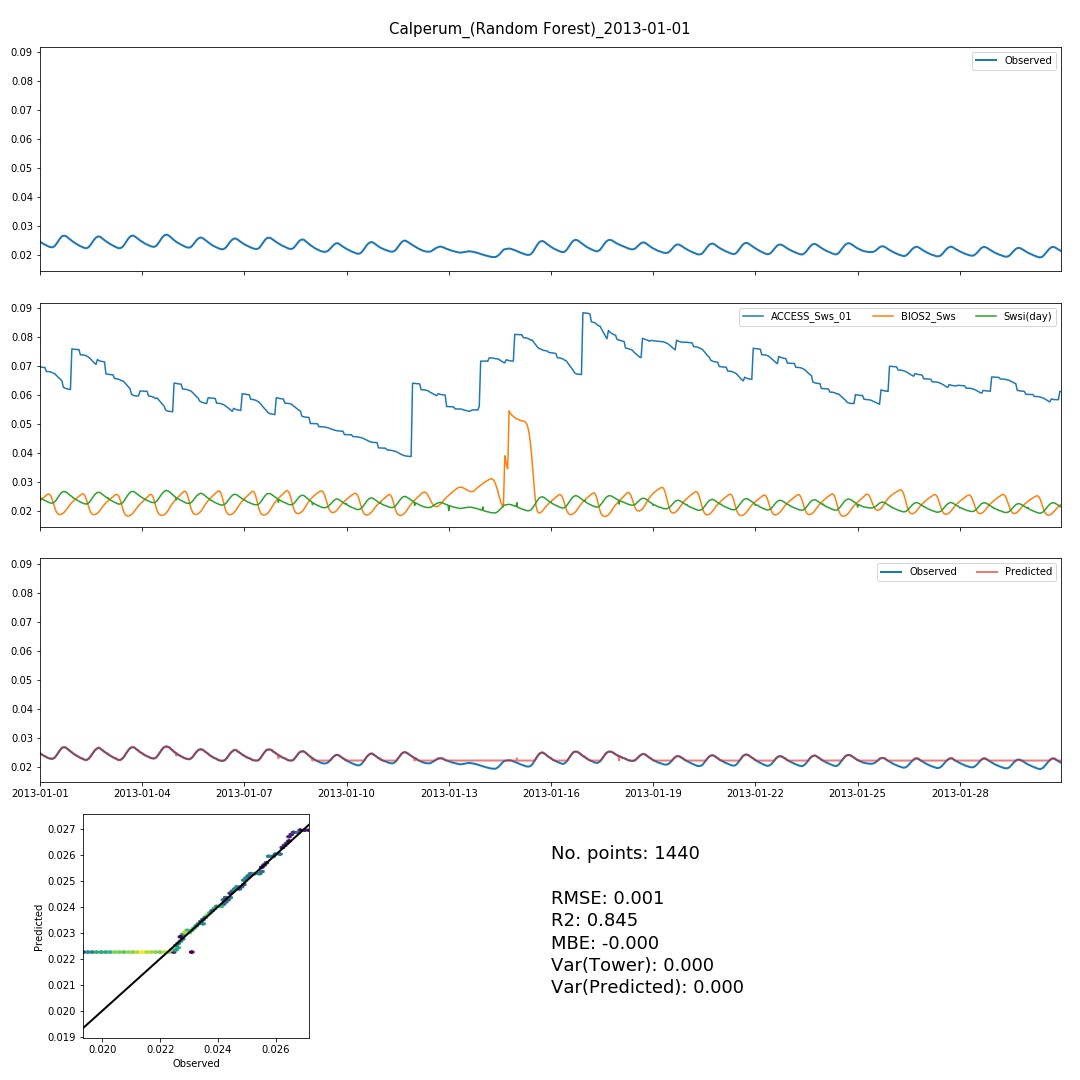 Calperum_(Random Forest)_2013-01-01
0.09
Observed
0.08
0.07
0.06
0.05
0.04
0.03
0.02
0.09
ACCESS_Sws_01 BIOS2_Sws Swsi(day)
0.08
0.07
0.06
0.05
0.04
0.03
0.02
0.09
Observed Predicted
0.08
0.07
0.06
0.05
0.04
0.03
0.02
2013-01-01 2013-01-04 2013-01-07 2013-01-10 2013-01-13 2013-01-16 2013-01-19 2013-01-22 2013-01-25 2013-01-28
0.027
0.026
0.025
0.024
0.023
0.022
0.021
0.020
0.019
Predicted
0.020 0.022 0.024 0.026
Observed
No. points: 1440
RMSE: 0.001
R2: 0.845
MBE: -0.000
Var(Tower): 0.000
Var(Predicted): 0.000